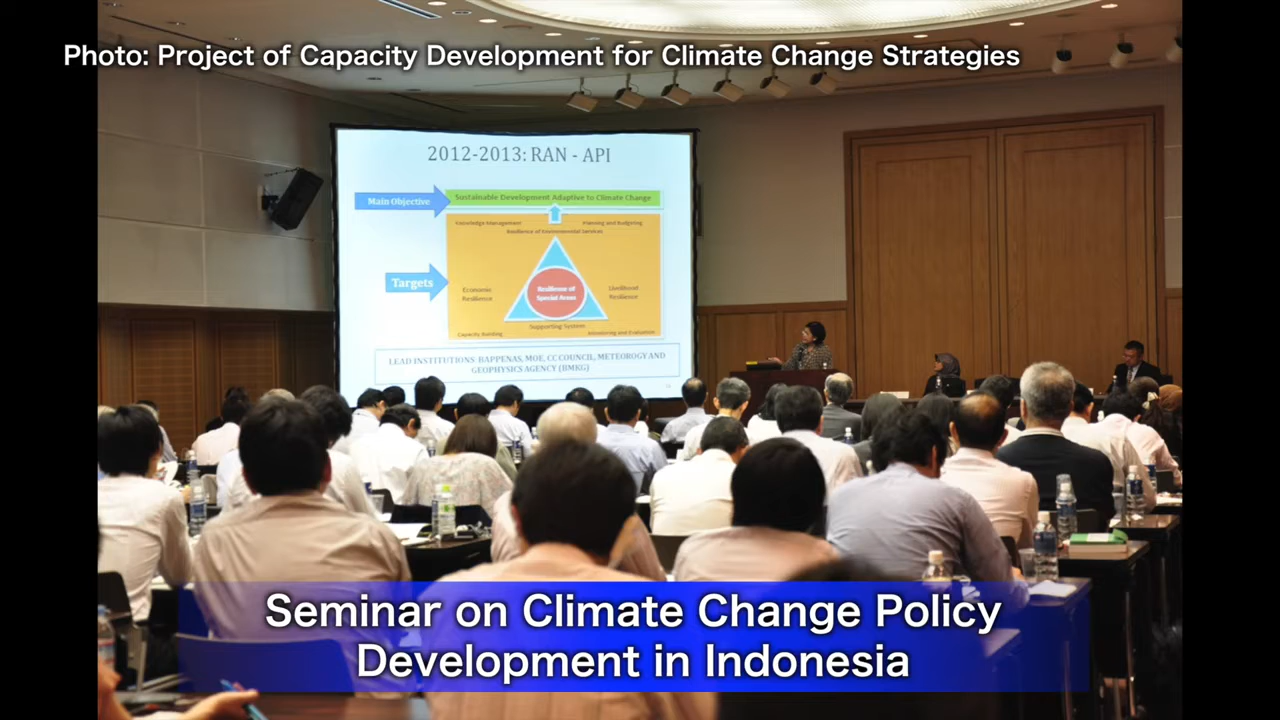 Photo: Project of Capacity Development for Climate Change Strategies
2012-2013: RAN - API
Main Objective
Sustainable Development Adaptive to Climate Change
Knowledge Management
Planning and Budgeting
Resilience of Environmental Services
Targets
Economic
Resilience
Resilience of
Special Areas
Livelihood
Resilience
Supporting System
Capacity Building
Monitoring and Evaluation
LEAD INSTITUTIONS: BAPPENAS, MOE, CC COUNCIL, METEOROGY AND
GEOPHYSICS AGENCY (BMKG)
Seminar on Climate Change Policy
Development in Indonesia